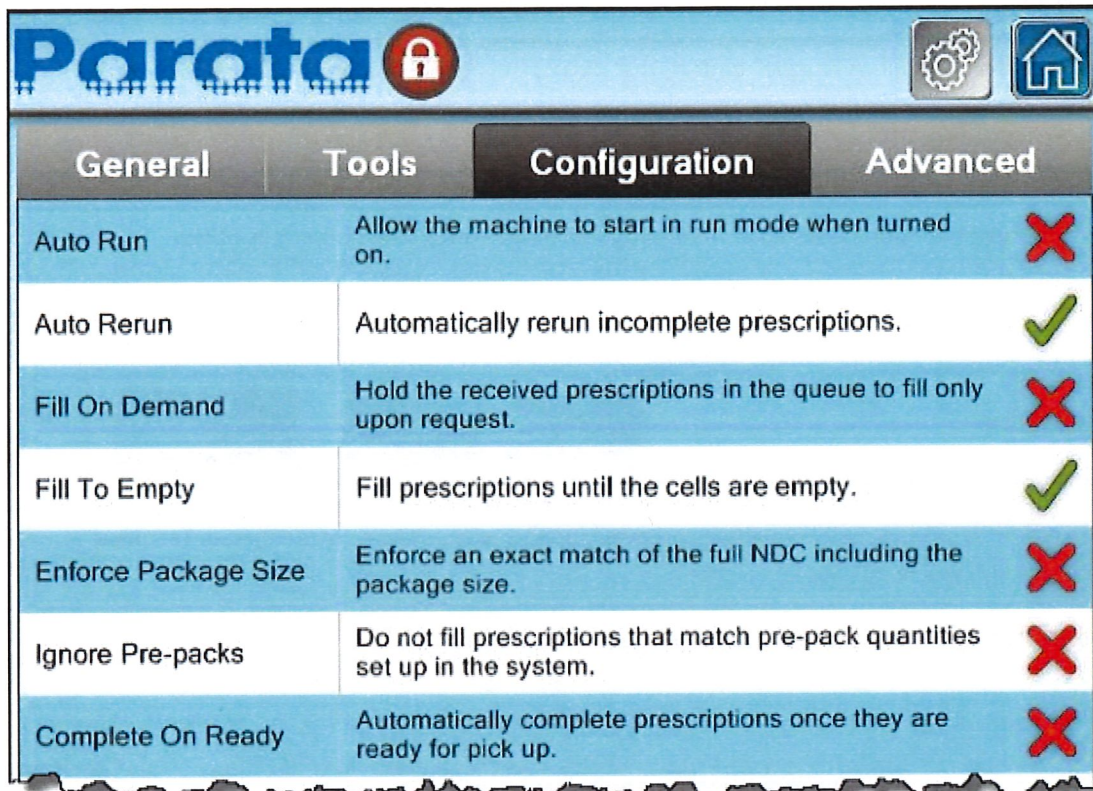 Parata
General Tools Configuration Advanced
Auto Run
Allow the machine to start in run mode when turned
on.
Auto Rerun
Automatically rerun incomplete prescriptions.
Fill On Demand
Hold the received prescriptions in the queue to fill only
upon request.
Fill To Empty
Fill prescriptions until the cells are empty.
Enforce Package Size
Enforce an exact match of the full NDC including the
package size.
Ignore Pre-packs
Do not fill prescriptions that match pre-pack quantities
set up in the system.
Complete On Ready
Automatically complete prescriptions once they are
ready for pick up.